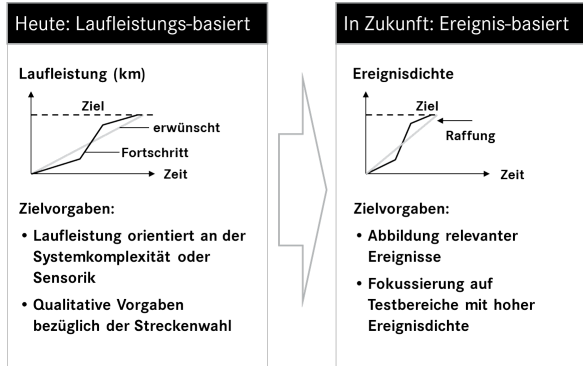 Heute: Laufleistungs-basiert
Laufleistung (km)
Ziel
erwünscht
Fortschritt
Zeit
Zielvorgaben:
• Laufleistung orientiert an der
Systemkomplexität oder
Sensorik
• Qualitative Vorgaben
bezüglich der Streckenwahl
In Zukunft: Ereignis-basiert
Ereignisdichte
Ziel
Raffung
Zeit
Zielvorgaben:
• Abbildung relevanter
Ereignisse
• Fokussierung auf
Testbereiche mit hoher
Ereignisdichte